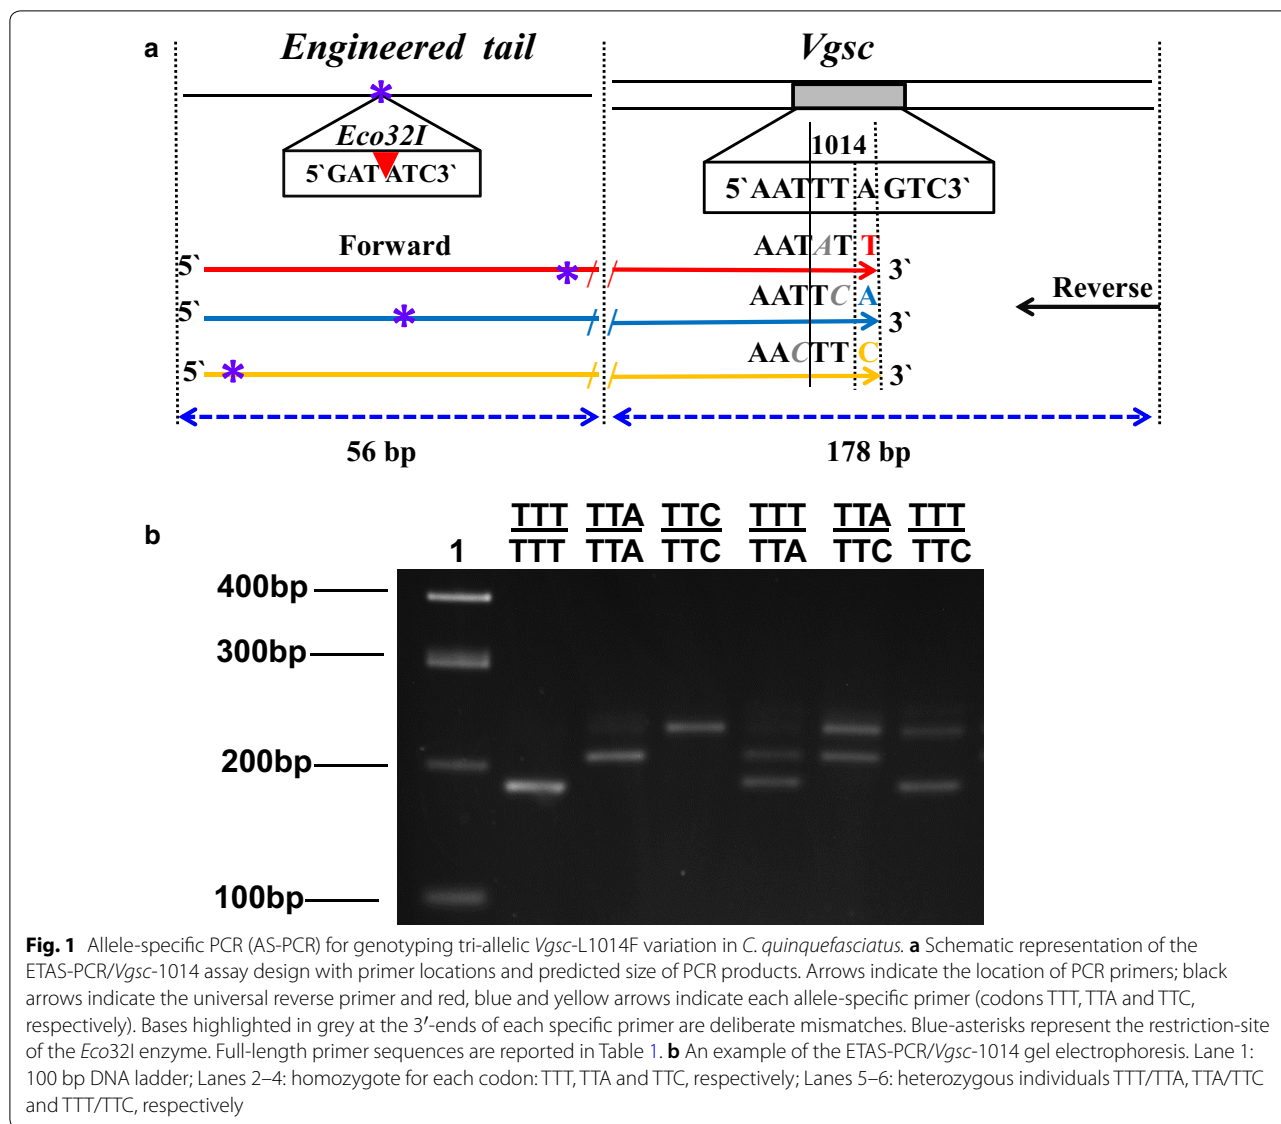 a
Engineered tail
Vgsc
Eco32I
5`GAT ATC3`
1014
5`AATTT A GTC3`
Forward
AATAT T
5`
3`
AATTC A
Reverse
5`
3`
AACTT C
5`
3`
56 bp
178 bp
b
1
TTT
TTT
TTA
TTA
TTC
TTC
TTT
TTA
TTA
TTC
TTT
TTC
400bp
300bp
200bp
100bp
Fig. 1 Allele-specific PCR (AS-PCR) for genotyping tri-allelic Vgsc-L1014F variation in C. quinquefasciatus. a Schematic representation of the
ETAS-PCR/Vgsc-1014 assay design with primer locations and predicted size of PCR products. Arrows indicate the location of PCR primers; black
arrows indicate the universal reverse primer and red, blue and yellow arrows indicate each allele-specific primer (codons TTT, TTA and TTC,
respectively). Bases highlighted in grey at the 3′-ends of each specific primer are deliberate mismatches. Blue-asterisks represent the restriction-site
of the Eco32I enzyme. Full-length primer sequences are reported in Table 1. b An example of the ETAS-PCR/Vgsc-1014 gel electrophoresis. Lane 1:
100 bp DNA ladder; Lanes 2–4: homozygote for each codon: TTT, TTA and TTC, respectively; Lanes 5–6: heterozygous individuals TTT/TTA, TTA/TTC
and TTT/TTC, respectively